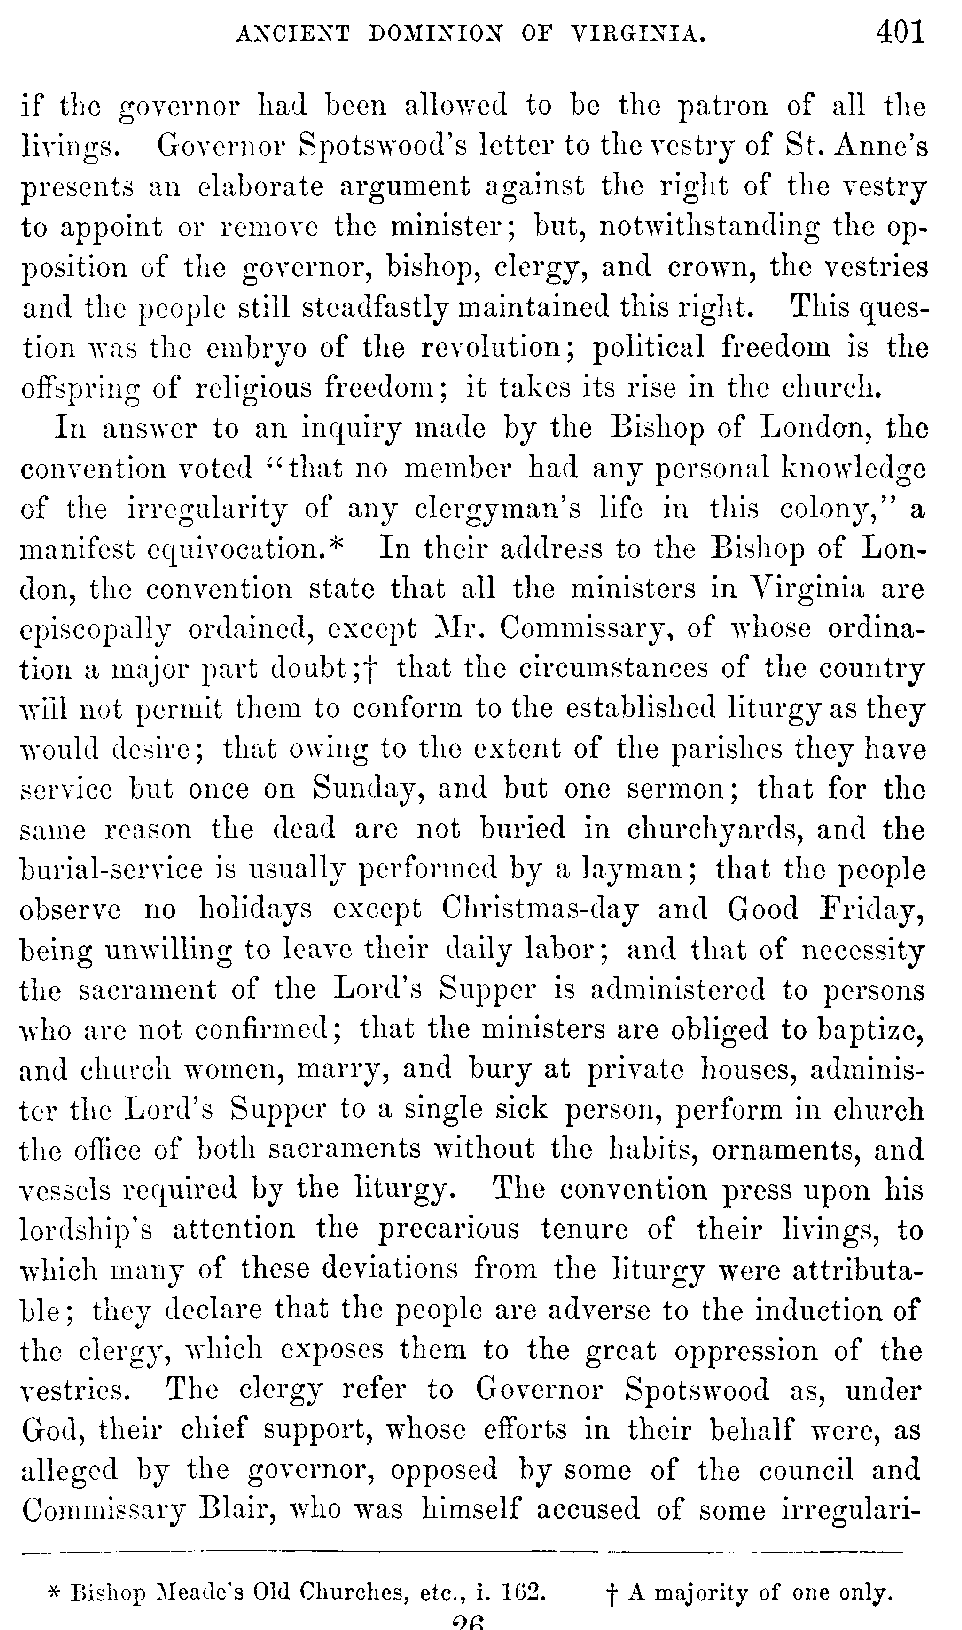 ANCIENT DOMINION OF VIRGINIA. 401
if the governor had been allowed to be the patron of all the
livings. Governor Spotswood's letter to the vestry of St. Anne's
presents an elaborate argument against the right of the vestry
to appoint or remove the minister; but, notwithstanding the op-
position of the governor, bishop, clergy, and crown, the vestries
and the people still steadfastly maintained this right. This ques-
tion was the embryo of the revolution; political freedom is the
offspring of religious freedom; it takes its rise in the church.
In answer to an inquiry made by the Bishop of London, the
convention voted "that no member had any personal knowledge
of the irregularity of any clergyman's life in this colony," a
manifest equivocation.* In their address to the Bishop of Lon-
don, the convention state that all the ministers in Virginia are
episcopally ordained, except Mr. Commissary, of whose ordina-
tion a major part doubt;† that the circumstances of the country
will not permit them to conform to the established liturgy as they
would desire; that owing to the extent of the parishes they have
service but once on Sunday, and but one sermon; that for the
same reason the dead are not buried in churchyards, and the
burial-service is usually performed by a layman; that the people
observe no holidays except Christmas-day and Good Friday,
being unwilling to leave their daily labor; and that of necessity
the sacrament of the Lord's Supper is administered to persons
who are not confirmed; that the ministers are obliged to baptize,
and church women, marry, and bury at private houses, adminis-
ter the Lord's Supper to a single sick person, perform in church
the office of both sacraments without the habits, ornaments, and
vessels required by the liturgy. The convention press upon his
lordship's attention the precarious tenure of their livings, to
which many of these deviations from the liturgy were attributa-
ble; they declare that the people are adverse to the induction of
the clergy, which exposes them to the great oppression of the
vestries. The clergy refer to Governor Spotswood as, under
God, their chief support, whose efforts in their behalf were, as
alleged by the governor, opposed by some of the council and
Commissary Blair, who was himself accused of some irregulari-
* Bishop Meade's Old Churches, etc., i. 162. † A majority of one only.
26